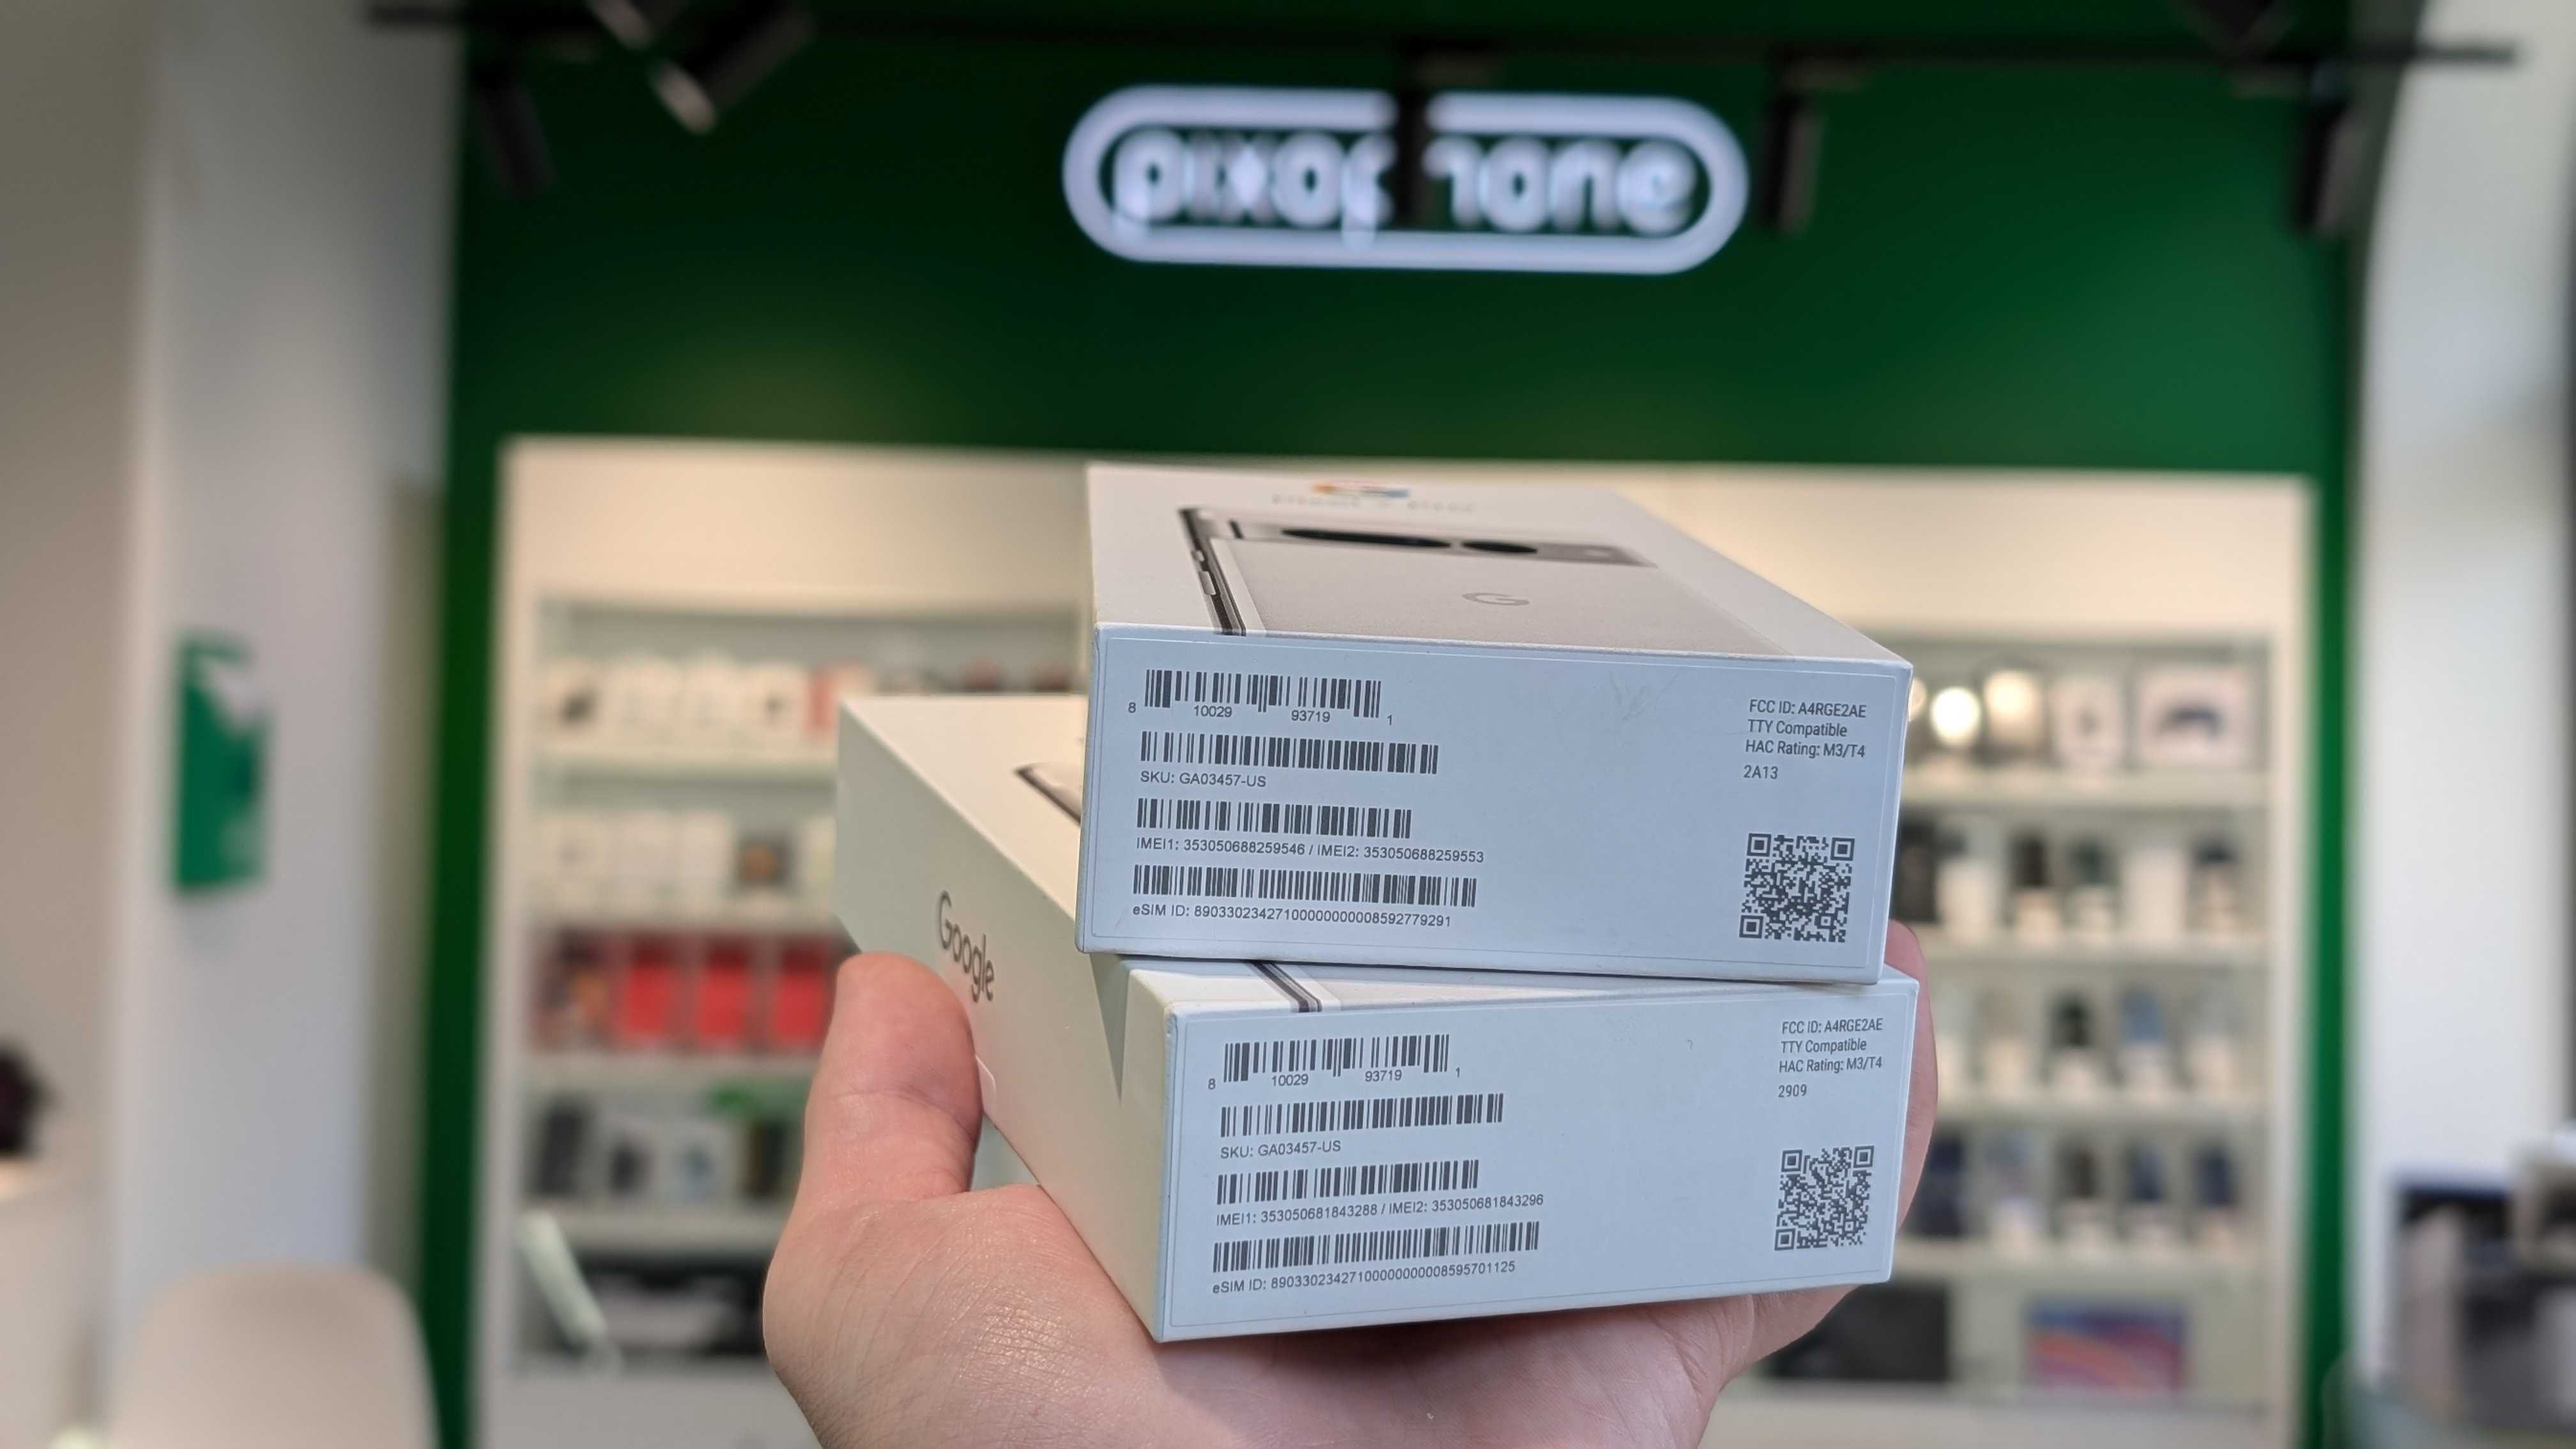 pixophone
8 10029 93719 1
SKU: GA03457-US
IMEI1: 353050688259546 / IMEI2: 353050688259553
eSIM ID: 89033023427100000000008592779291
FCC ID: A4RGE2AE
TTY Compatible
HAC Rating: M3/T4
2A13
Google
8 10029 93719 1
SKU: GA03457-US
IMEI1: 353050681843288 / IMEI2: 353050681843296
eSIM ID: 89033023427100000000008595701125
FCC ID: A4RGE2AE
TTY Compatible
HAC Rating: M3/T4
2909